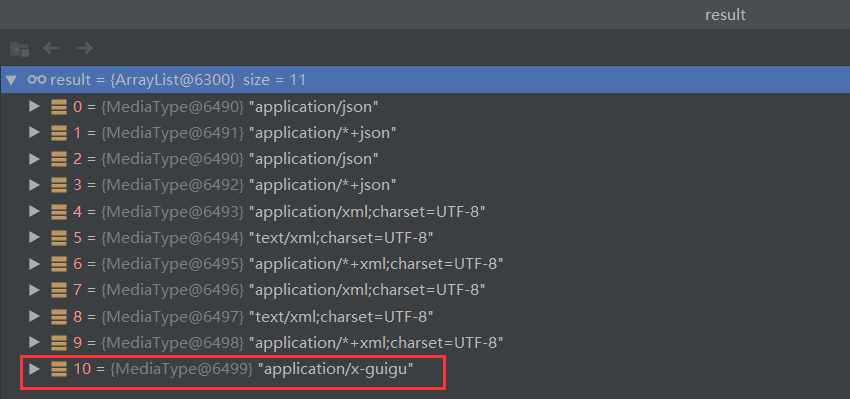 result
result = {ArrayList@6300} size = 11
0 = {MediaType@6490} "application/json"
1 = {MediaType@6491} "application/*+json"
2 = {MediaType@6490} "application/json"
3 = {MediaType@6492} "application/*+json"
4 = {MediaType@6493} "application/xml;charset=UTF-8"
5 = {MediaType@6494} "text/xml;charset=UTF-8"
6 = {MediaType@6495} "application/*+xml;charset=UTF-8"
7 = {MediaType@6496} "application/xml;charset=UTF-8"
8 = {MediaType@6497} "text/xml;charset=UTF-8"
9 = {MediaType@6498} "application/*+xml;charset=UTF-8"
10 = {MediaType@6499} "application/x-guigu"